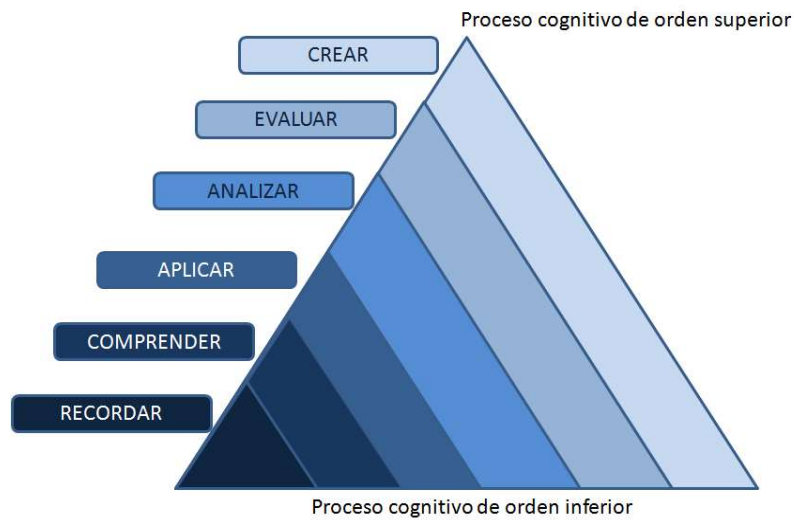 Proceso cognitivo de orden superior
CREAR
EVALUAR
ANALIZAR
APLICAR
COMPRENDER
RECORDAR
Proceso cognitivo de orden inferior